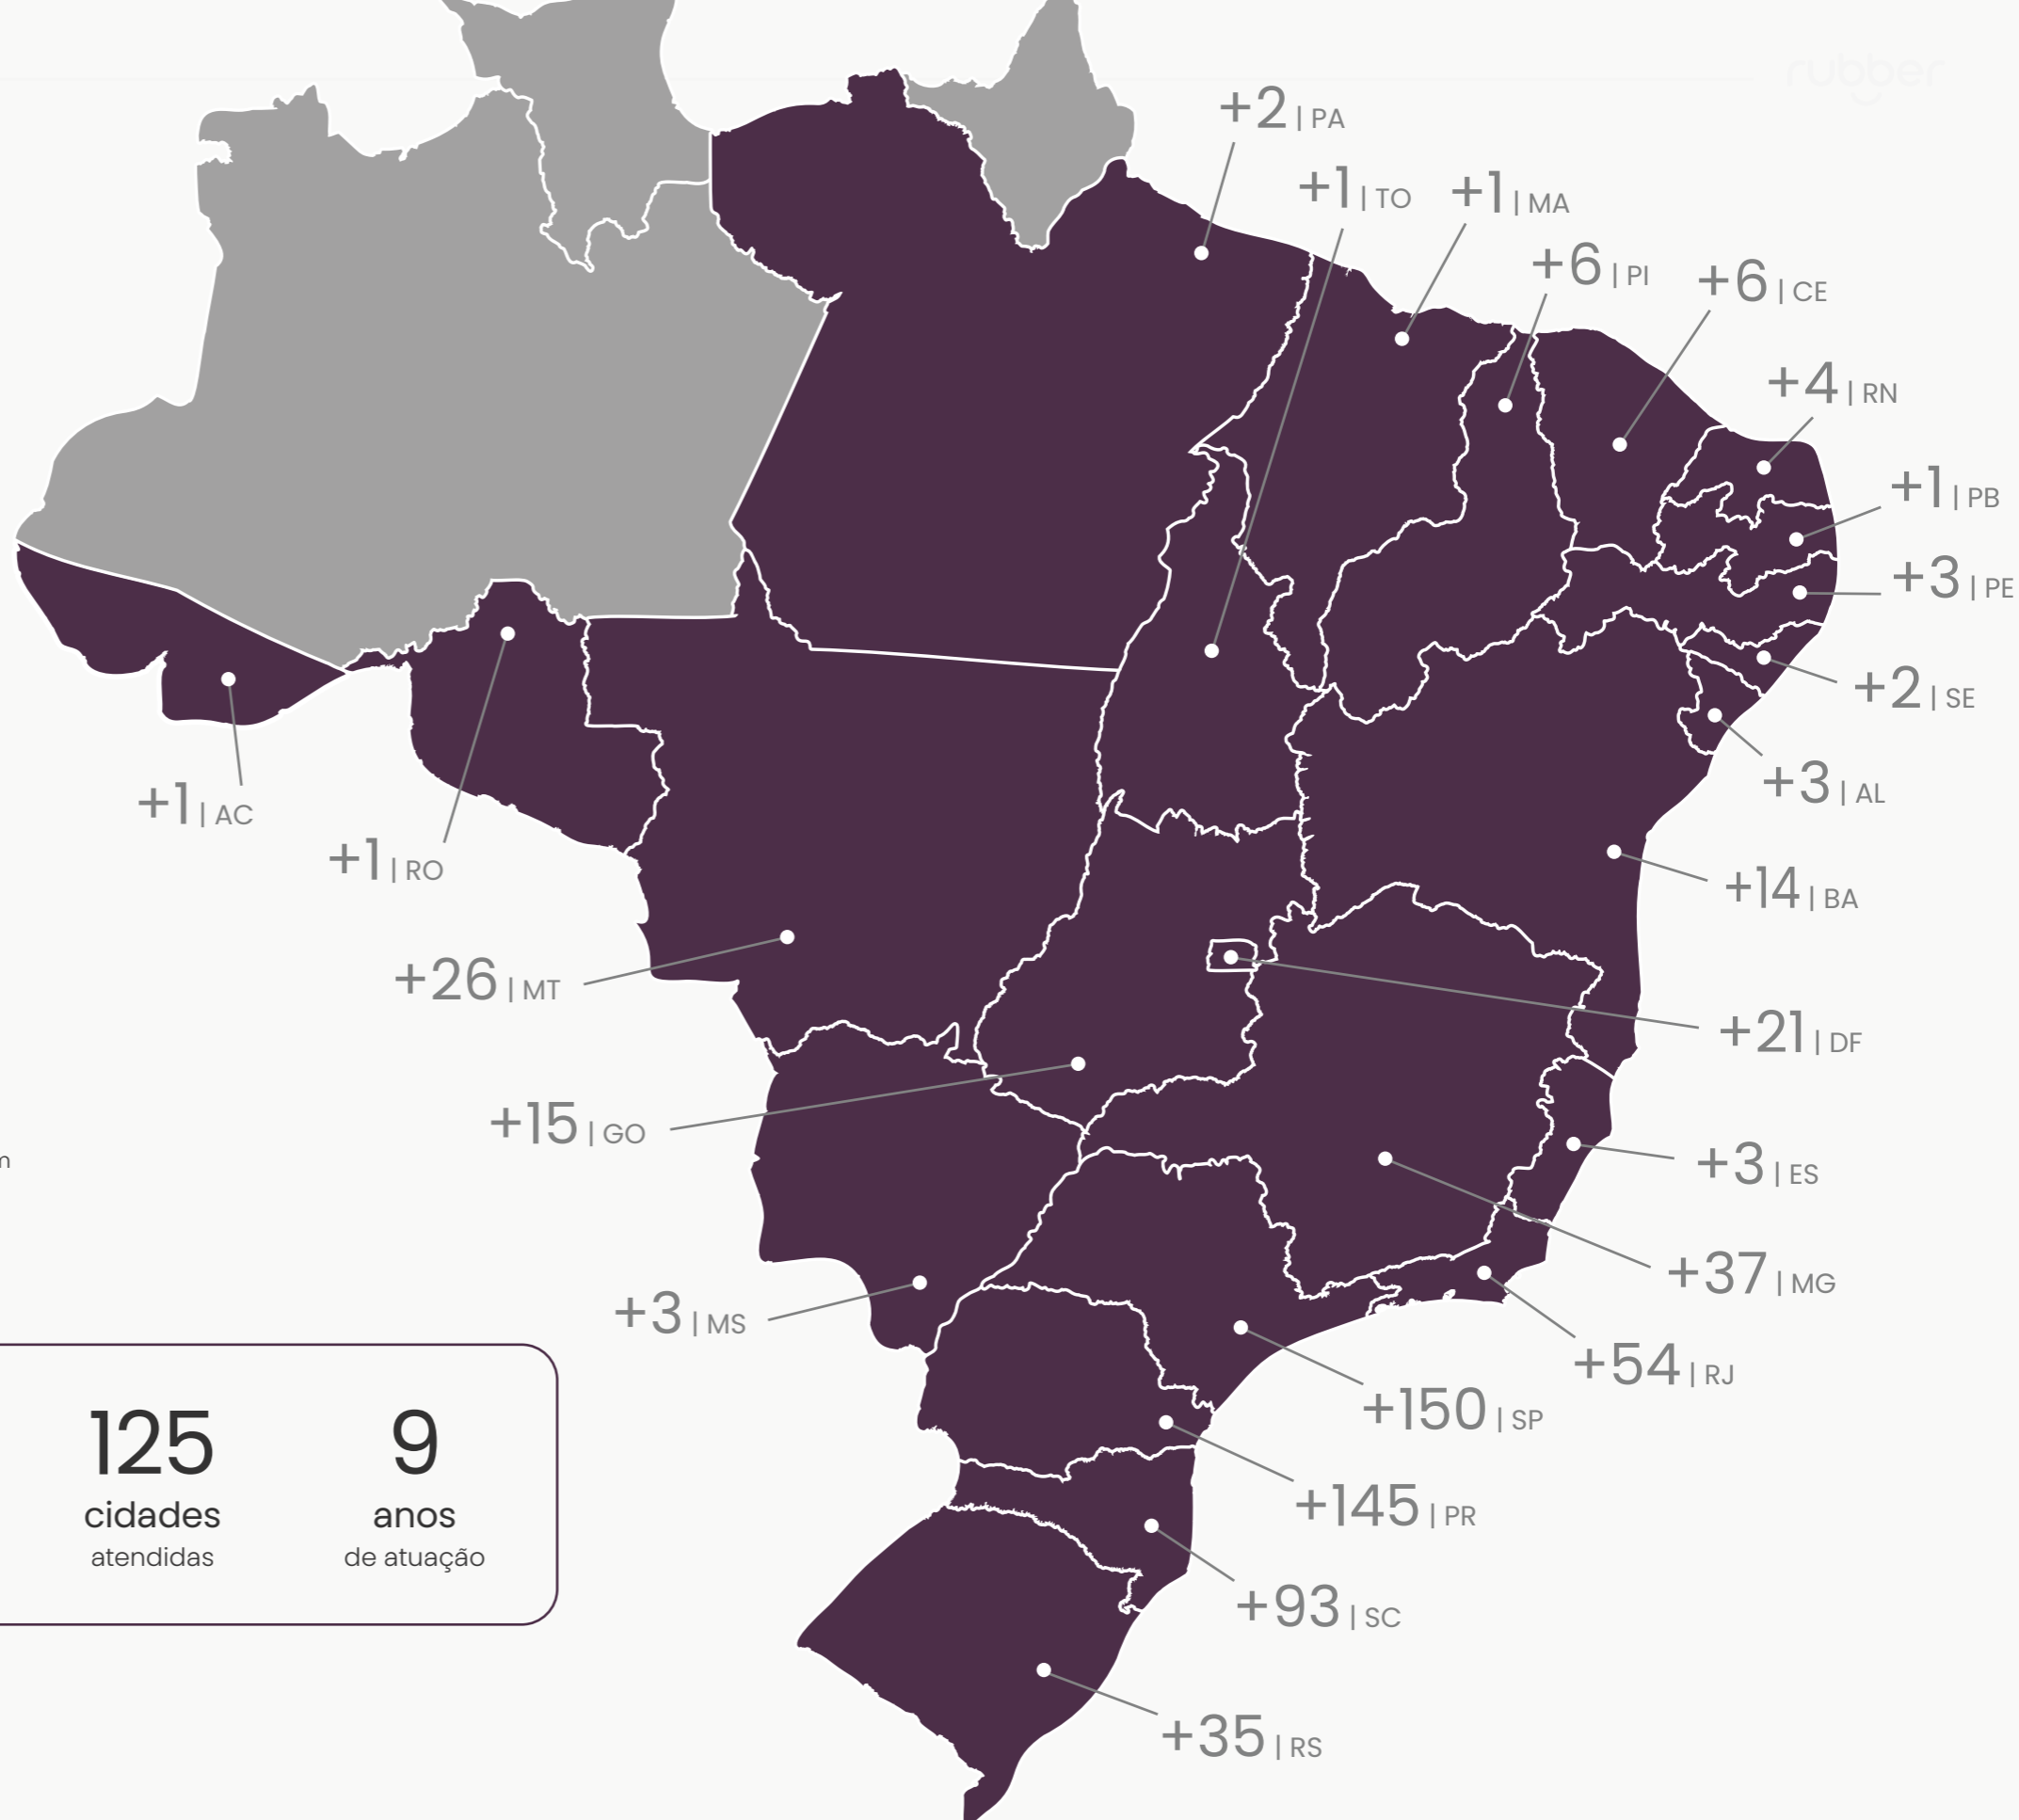 rubber
+2 | PA
+1 | TO
+1 | MA
+6 | PI
+6 | CE
+4 | RN
+1 | PB
+3 | PE
+2 | SE
+3 | AL
+1 | AC
+1 | RO
+14 | BA
+26 | MT
+21 | DF
+15 | GO
+3 | ES
+37 | MG
+3 | MS
+54 | RJ
+150 | SP
+145 | PR
+93 | SC
+35 | RS
125
cidades
atendidas
9
anos
de atuação